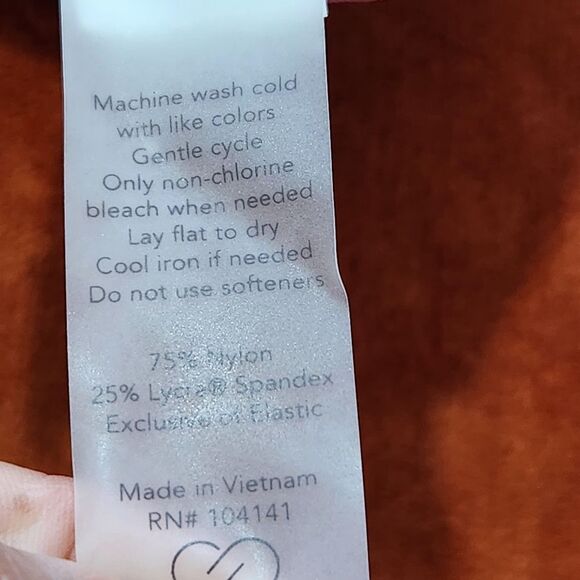 Machine wash cold
with like colors
Gentle cycle
Only non-chlorine
bleach when needed
Lay flat to dry
Cool iron if needed
Do not use softeners
75% Nylon
25% Lycra® Spandex
Exclusive of Elastic
Made in Vietnam
RN# 104141